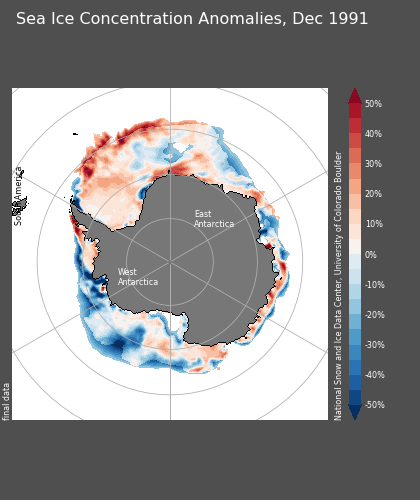 Sea Ice Concentration Anomalies, Dec 1991
South America
East
Antarctica
West
Antarctica
final data
50%
40%
30%
20%
10%
0%
-10%
-20%
-30%
-40%
-50%
National Snow and Ice Data Center, University of Colorado Boulder